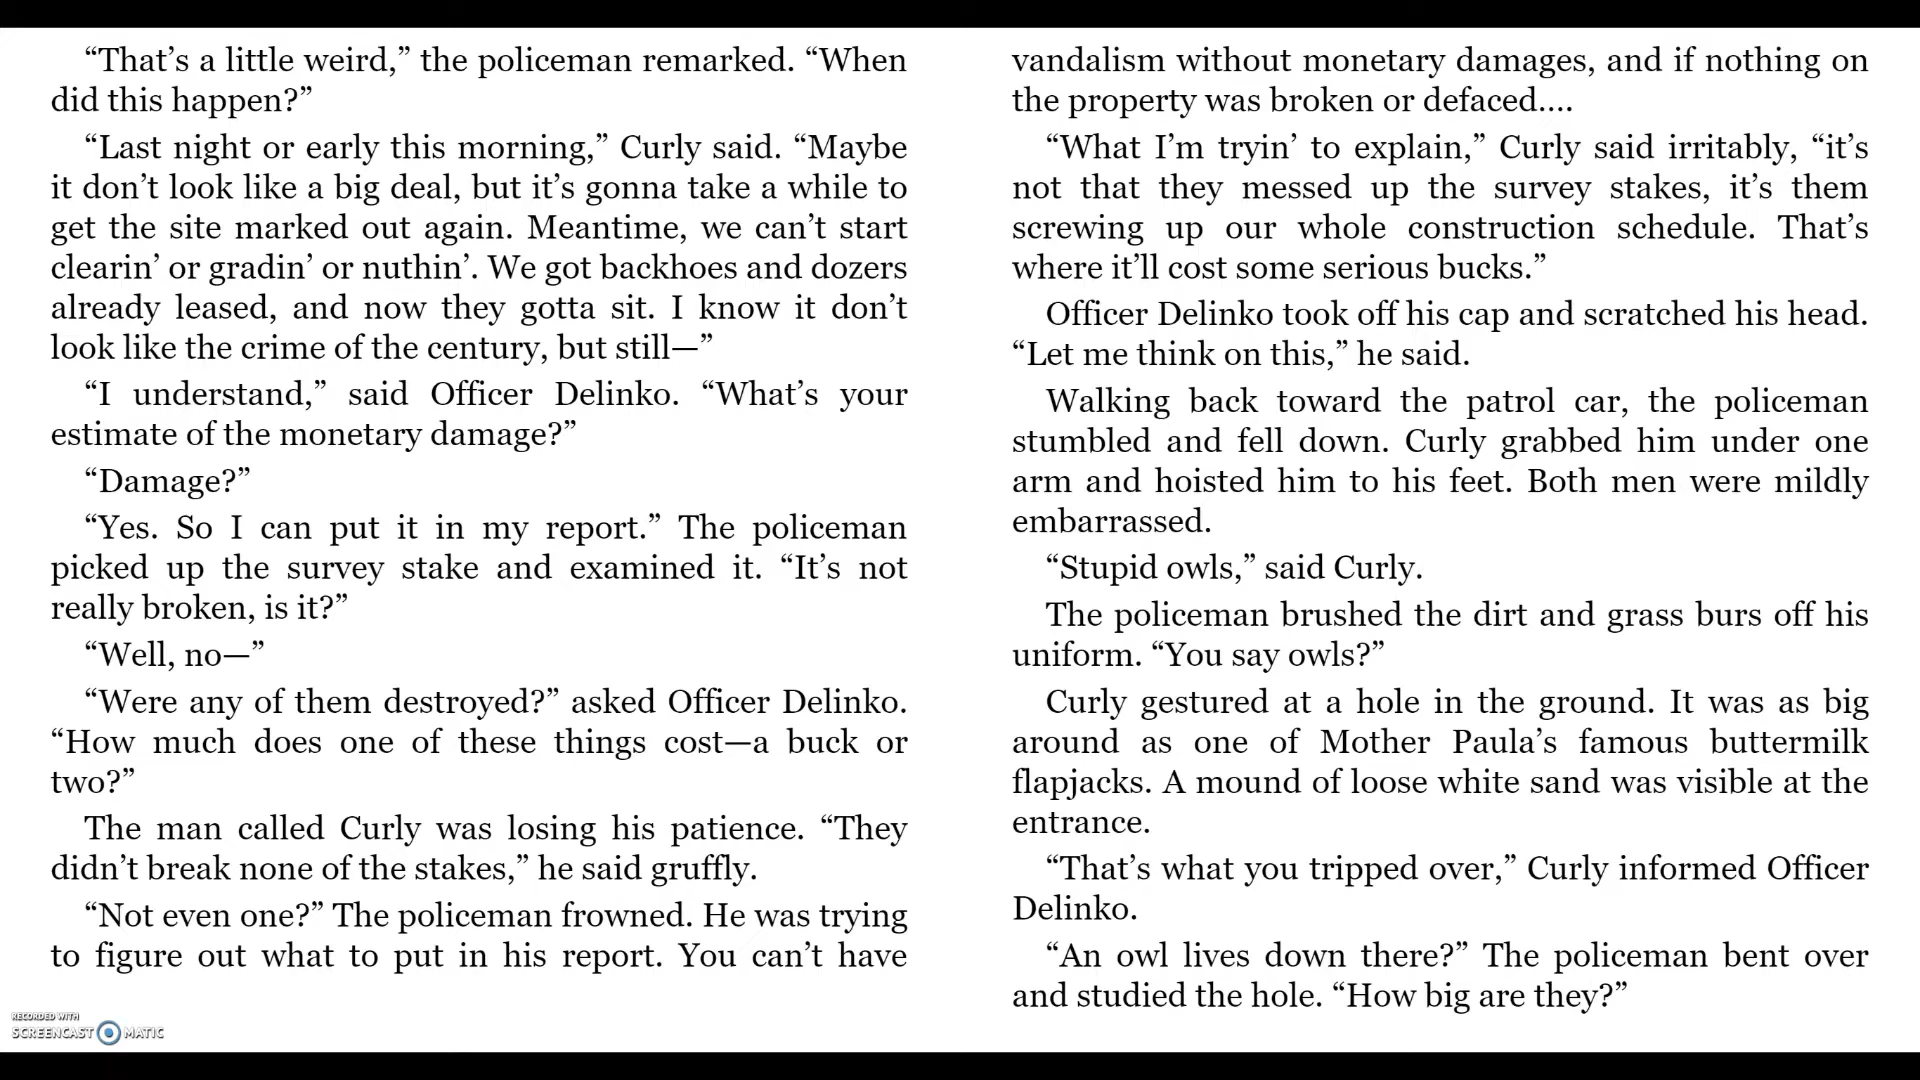 “That’s a little weird,” the policeman remarked. “When
did this happen?”
“Last night or early this morning,” Curly said. “Maybe
it don’t look like a big deal, but it’s gonna take a while to
get the site marked out again. Meantime, we can’t start
clearin’ or gradin’ or nuthin’. We got backhoes and dozers
already leased, and now they gotta sit. I know it don’t
look like the crime of the century, but still—”
“I understand,” said Officer Delinko. “What’s your
estimate of the monetary damage?”
“Damage?”
“Yes. So I can put it in my report.” The policeman
picked up the survey stake and examined it. “It’s not
really broken, is it?”
“Well, no—”
“Were any of them destroyed?” asked Officer Delinko.
“How much does one of these things cost—a buck or
two?”
The man called Curly was losing his patience. “They
didn’t break none of the stakes,” he said gruffly.
“Not even one?” The policeman frowned. He was trying
to figure out what to put in his report. You can’t have
vandalism without monetary damages, and if nothing on
the property was broken or defaced....
“What I’m tryin’ to explain,” Curly said irritably, “it’s
not that they messed up the survey stakes, it’s them
screwing up our whole construction schedule. That’s
where it’ll cost some serious bucks.”
Officer Delinko took off his cap and scratched his head.
“Let me think on this,” he said.
Walking back toward the patrol car, the policeman
stumbled and fell down. Curly grabbed him under one
arm and hoisted him to his feet. Both men were mildly
embarrassed.
“Stupid owls,” said Curly.
The policeman brushed the dirt and grass burs off his
uniform. “You say owls?”
Curly gestured at a hole in the ground. It was as big
around as one of Mother Paula’s famous buttermilk
flapjacks. A mound of loose white sand was visible at the
entrance.
“That’s what you tripped over,” Curly informed Officer
Delinko.
“An owl lives down there?” The policeman bent over
and studied the hole. “How big are they?”
RECORDED WITH
SCREENCAST MATIC